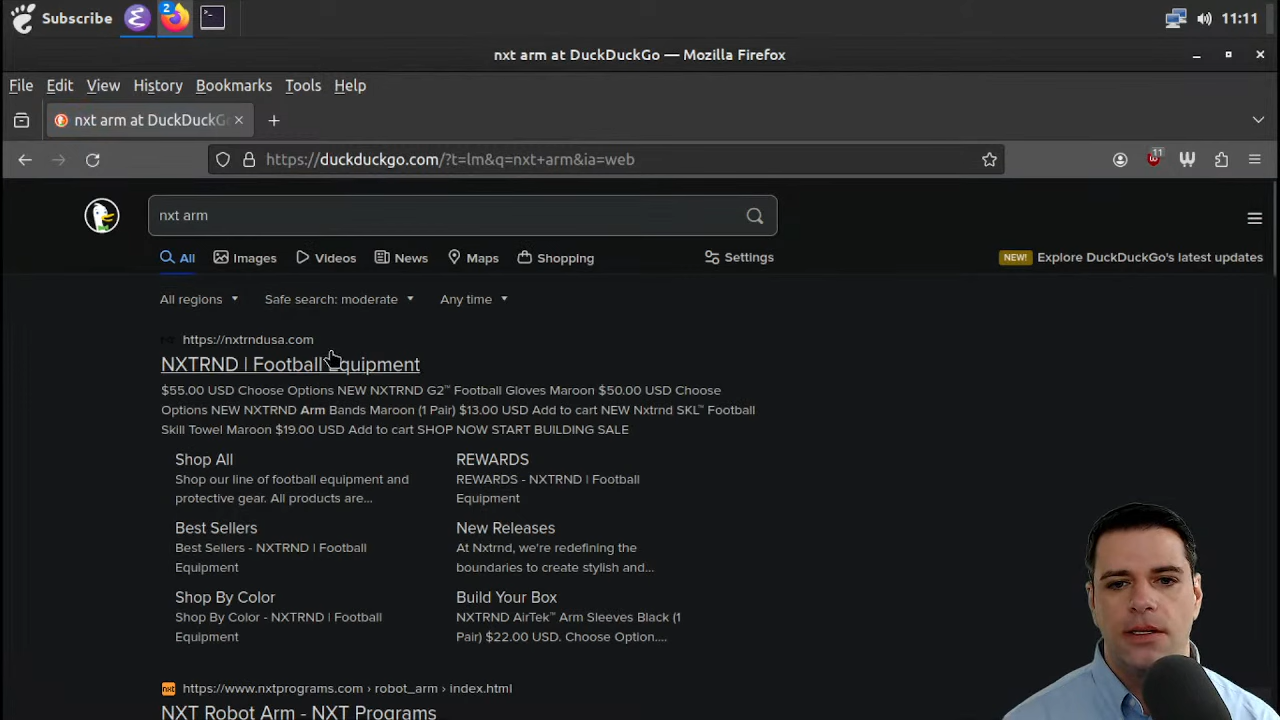 Subscribe
2
11:11
nxt arm at DuckDuckGo — Mozilla Firefox
File Edit View History Bookmarks Tools Help
nxt arm at DuckDuckG
https://duckduckgo.com/?t=lm&q=nxt+arm&ia=web
11
nxt arm
All Images Videos News Maps Shopping Settings
NEW! Explore DuckDuckGo's latest updates
All regions Safe search: moderate Any time
https://nxtrndusa.com
NXTRND | Football Equipment
$55.00 USD Choose Options NEW NXTRND G2™ Football Gloves Maroon $50.00 USD Choose
Options NEW NXTRND Arm Bands Maroon (1 Pair) $13.00 USD Add to cart NEW Nxtrnd SKL™ Football
Skill Towel Maroon $19.00 USD Add to cart SHOP NOW START BUILDING SALE
Shop All
Shop our line of football equipment and
protective gear. All products are...
REWARDS
REWARDS - NXTRND | Football
Equipment
Best Sellers
Best Sellers - NXTRND | Football
Equipment
New Releases
At Nxtrnd, we're redefining the
boundaries to create stylish and...
Shop By Color
Shop By Color - NXTRND | Football
Equipment
Build Your Box
NXTRND AirTek™ Arm Sleeves Black (1
Pair) $22.00 USD. Choose Option....
nxt
https://www.nxtprograms.com › robot_arm › index.html
NXT Robot Arm - NXT Programs